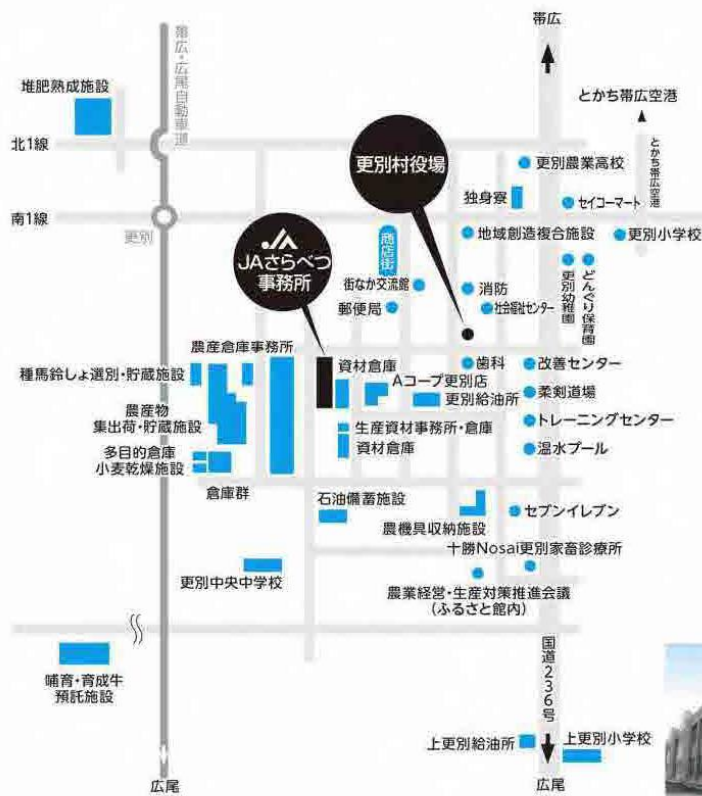 帯広
帯広・広尾自動車道
堆肥熟成施設
とかち帯広空港
とかち帯広空港
北1線
更別村役場
更別農業高校
独身寮
セイコーマート
南1線
更別
商店街
地域創造複合施設
更別小学校
JAさらべつ
事務所
街なか交流館
消防
更別幼稚園
どんぐり保育園
郵便局
社会福祉センター
農産倉庫事務所
資材倉庫
歯科
改善センター
種馬鈴しょ選別・貯蔵施設
Aコープ更別店
更別給油所
柔剣道場
農産物
集出荷・貯蔵施設
生産資材事務所・倉庫
トレーニングセンター
多目的倉庫
資材倉庫
温水プール
小麦乾燥施設
倉庫群
石油備蓄施設
農機具収納施設
セブンイレブン
十勝Nosai更別家畜診療所
更別中央中学校
農業経営・生産対策推進会議
(ふるさと館内)
哺育・育成牛
預託施設
国道236号
上更別給油所
上更別小学校
広尾
広尾